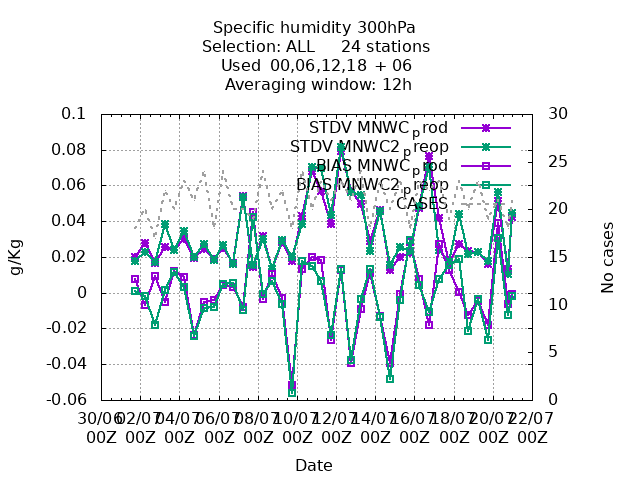 Specific humidity 300hPa
Selection: ALL 24 stations
Used 00,06,12,18 + 06
Averaging window: 12h
0.1 30
STDV MNWC_prod
0.08 STDV MNWC2_preop
25
BIAS MNWC_prod
0.06 BIAS MNWC2_preop
CASES
20
0.04
0.02 15
0
10
-0.02
5
-0.04
-0.06 0
g/Kg
No cases
30/06 02/07 04/07 06/07 08/07 10/07 12/07 14/07 16/07 18/07 20/07 22/07
00Z 00Z 00Z 00Z 00Z 00Z 00Z 00Z 00Z 00Z 00Z 00Z
Date